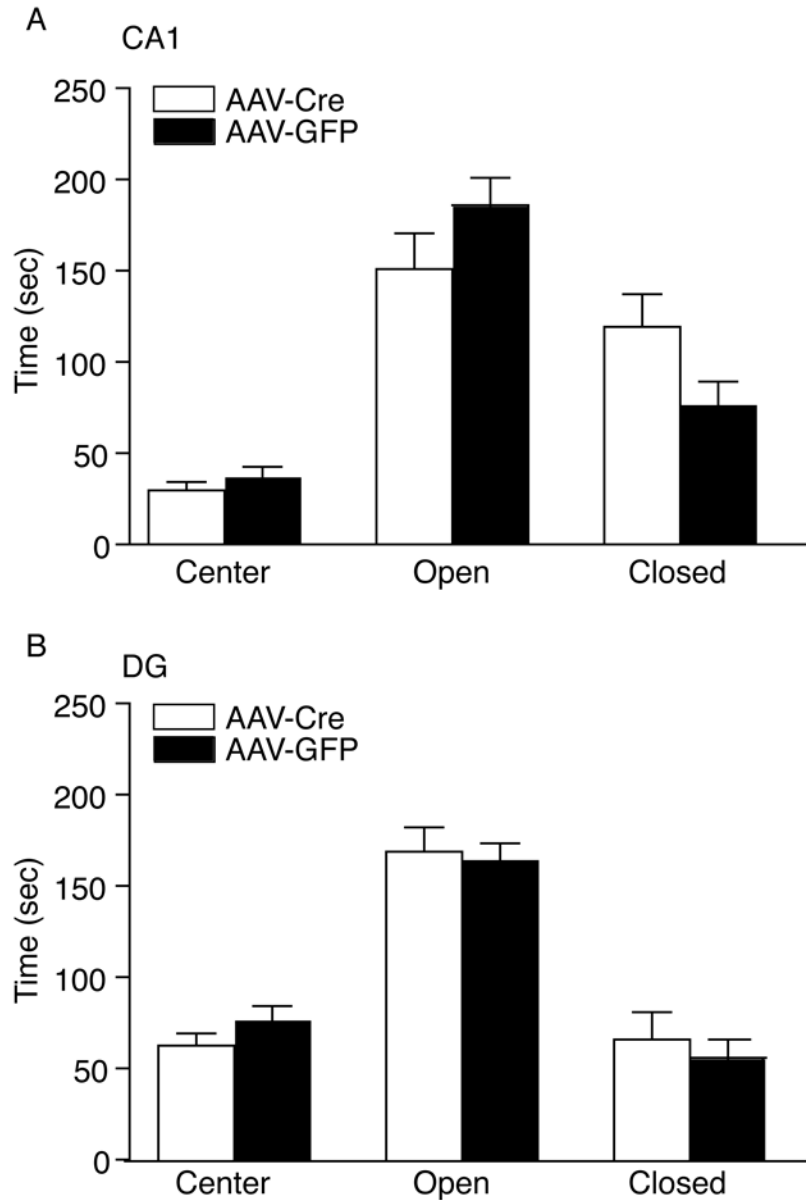 A
CA1
250
200
150
100
50
0
Time (sec)
AAV-Cre
AAV-GFP
Center Open Closed
B
DG
250
200
150
100
50
0
Time (sec)
AAV-Cre
AAV-GFP
Center Open Closed